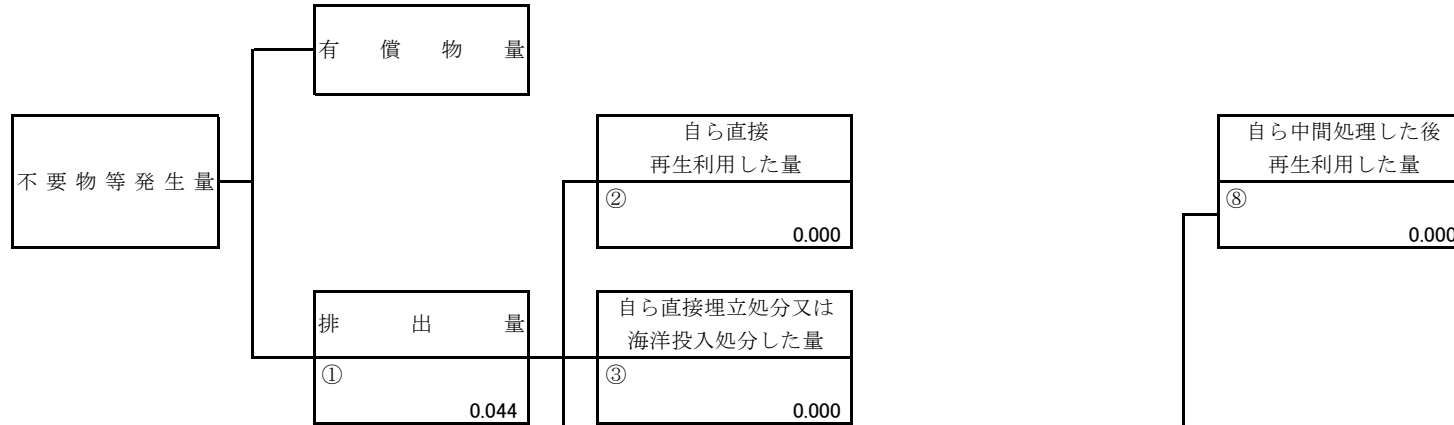 有償物量
不要物等発生量
自ら直接
再生利用した量
②
0.000
自ら中間処理した後
再生利用した量
⑧
0.000
排出量
①
0.044
自ら直接埋立処分又は
海洋投入処分した量
③
0.000